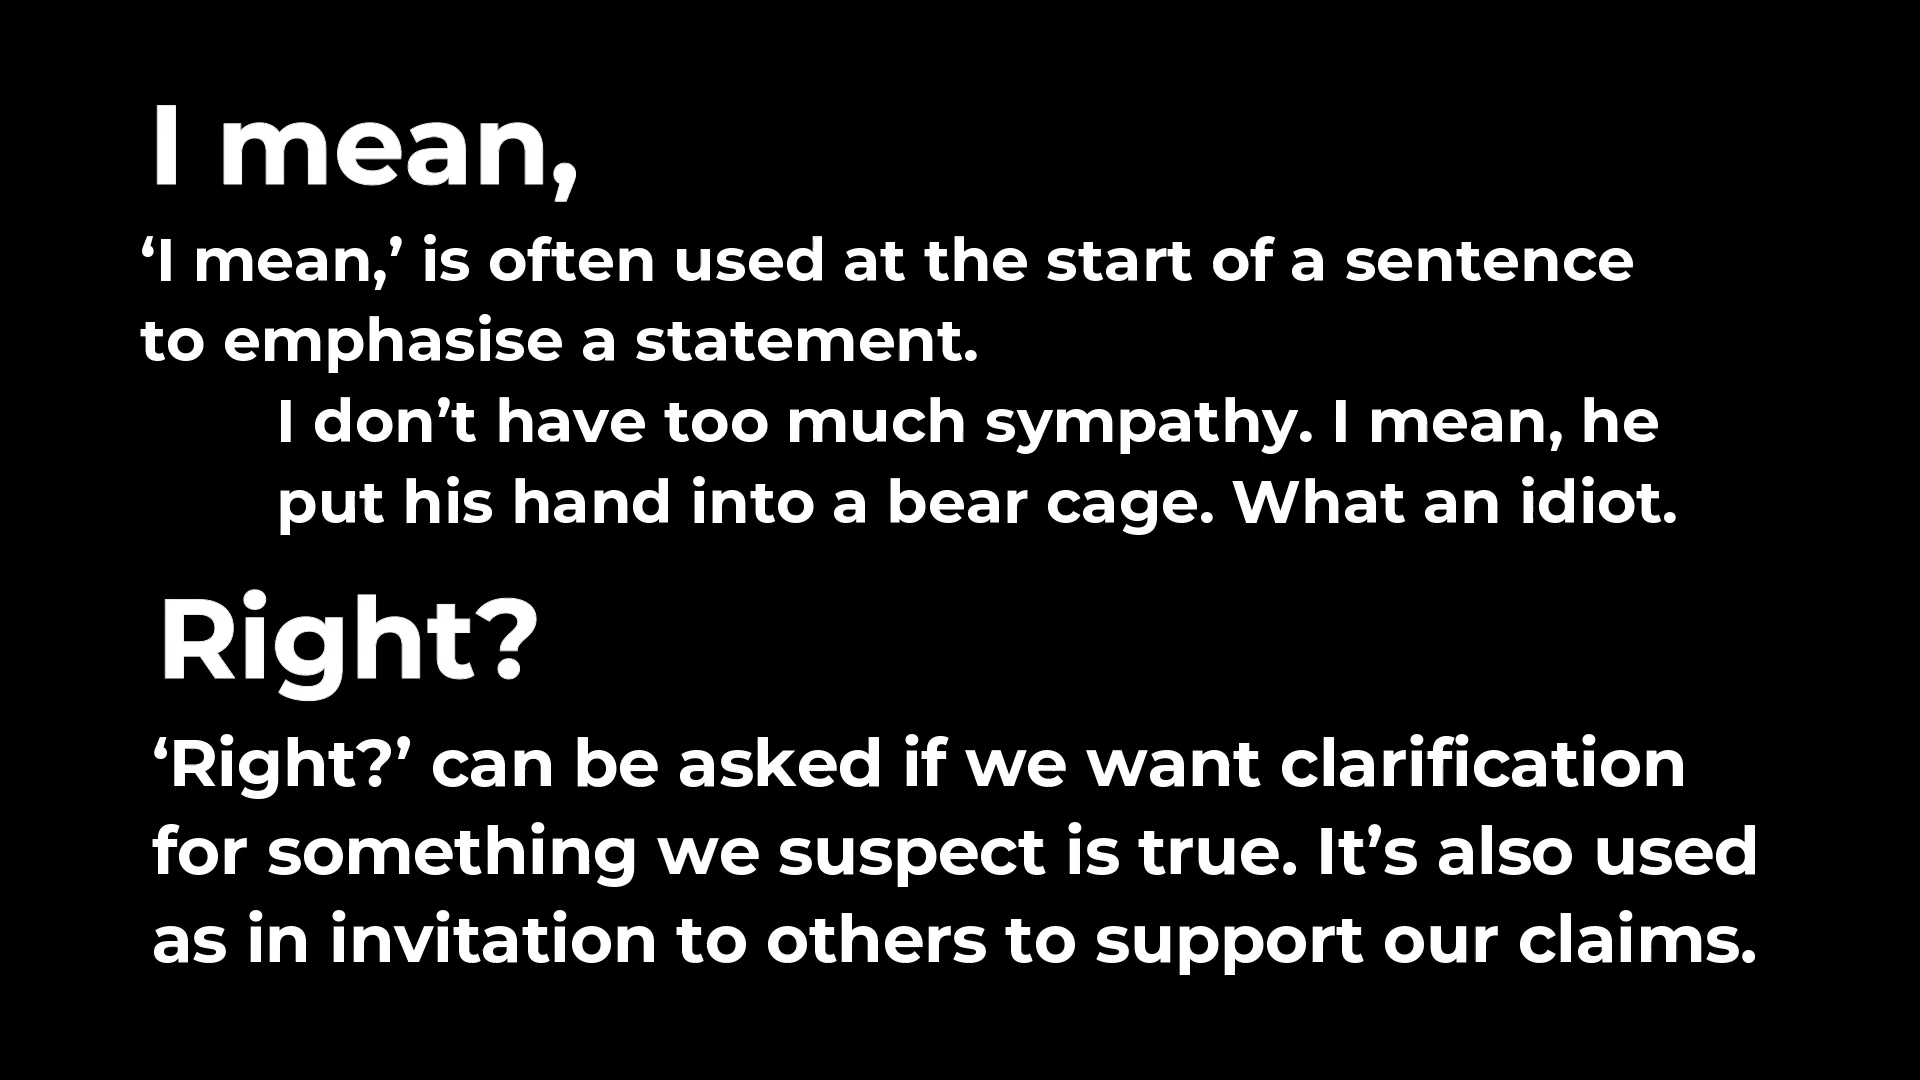 I mean,
‘I mean,’ is often used at the start of a sentence
to emphasise a statement.
I don’t have too much sympathy. I mean, he
put his hand into a bear cage. What an idiot.
Right?
‘Right?’ can be asked if we want clarification
for something we suspect is true. It’s also used
as in invitation to others to support our claims.